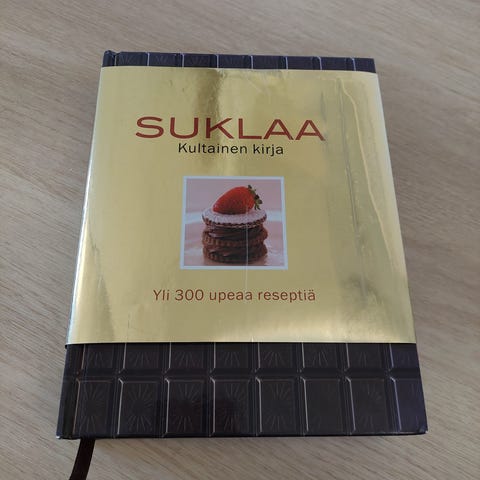 SUKLAA
Kultainen kirja
Yli 300 upeaa reseptiä